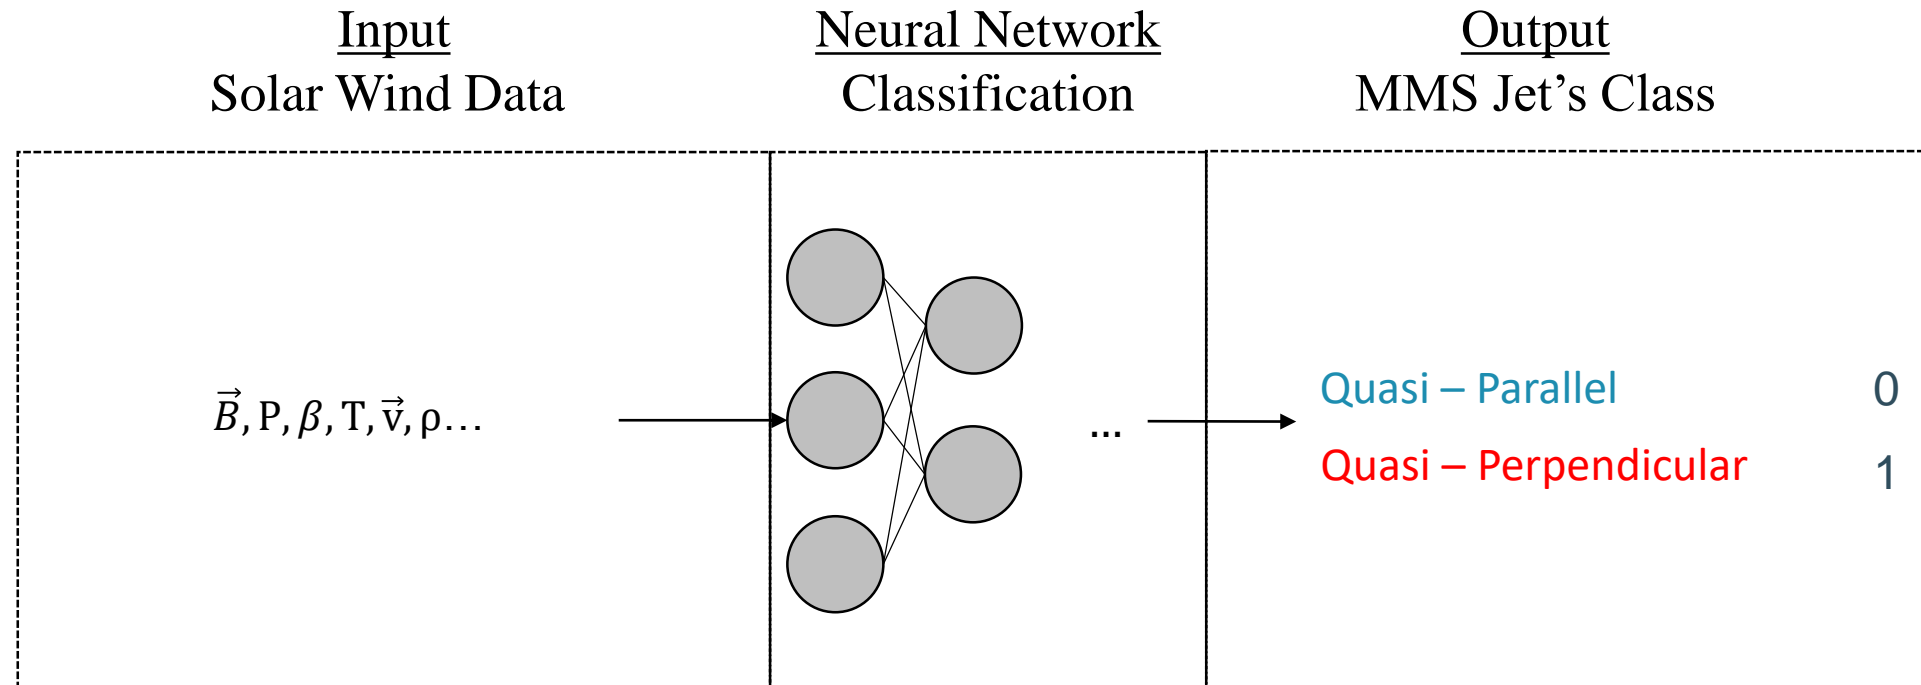 Input
Solar Wind Data
Neural Network
Classification
Output
MMS Jet’s Class
B⃗, P, β, T, v⃗, ρ…
...
Quasi – Parallel 0
Quasi – Perpendicular 1